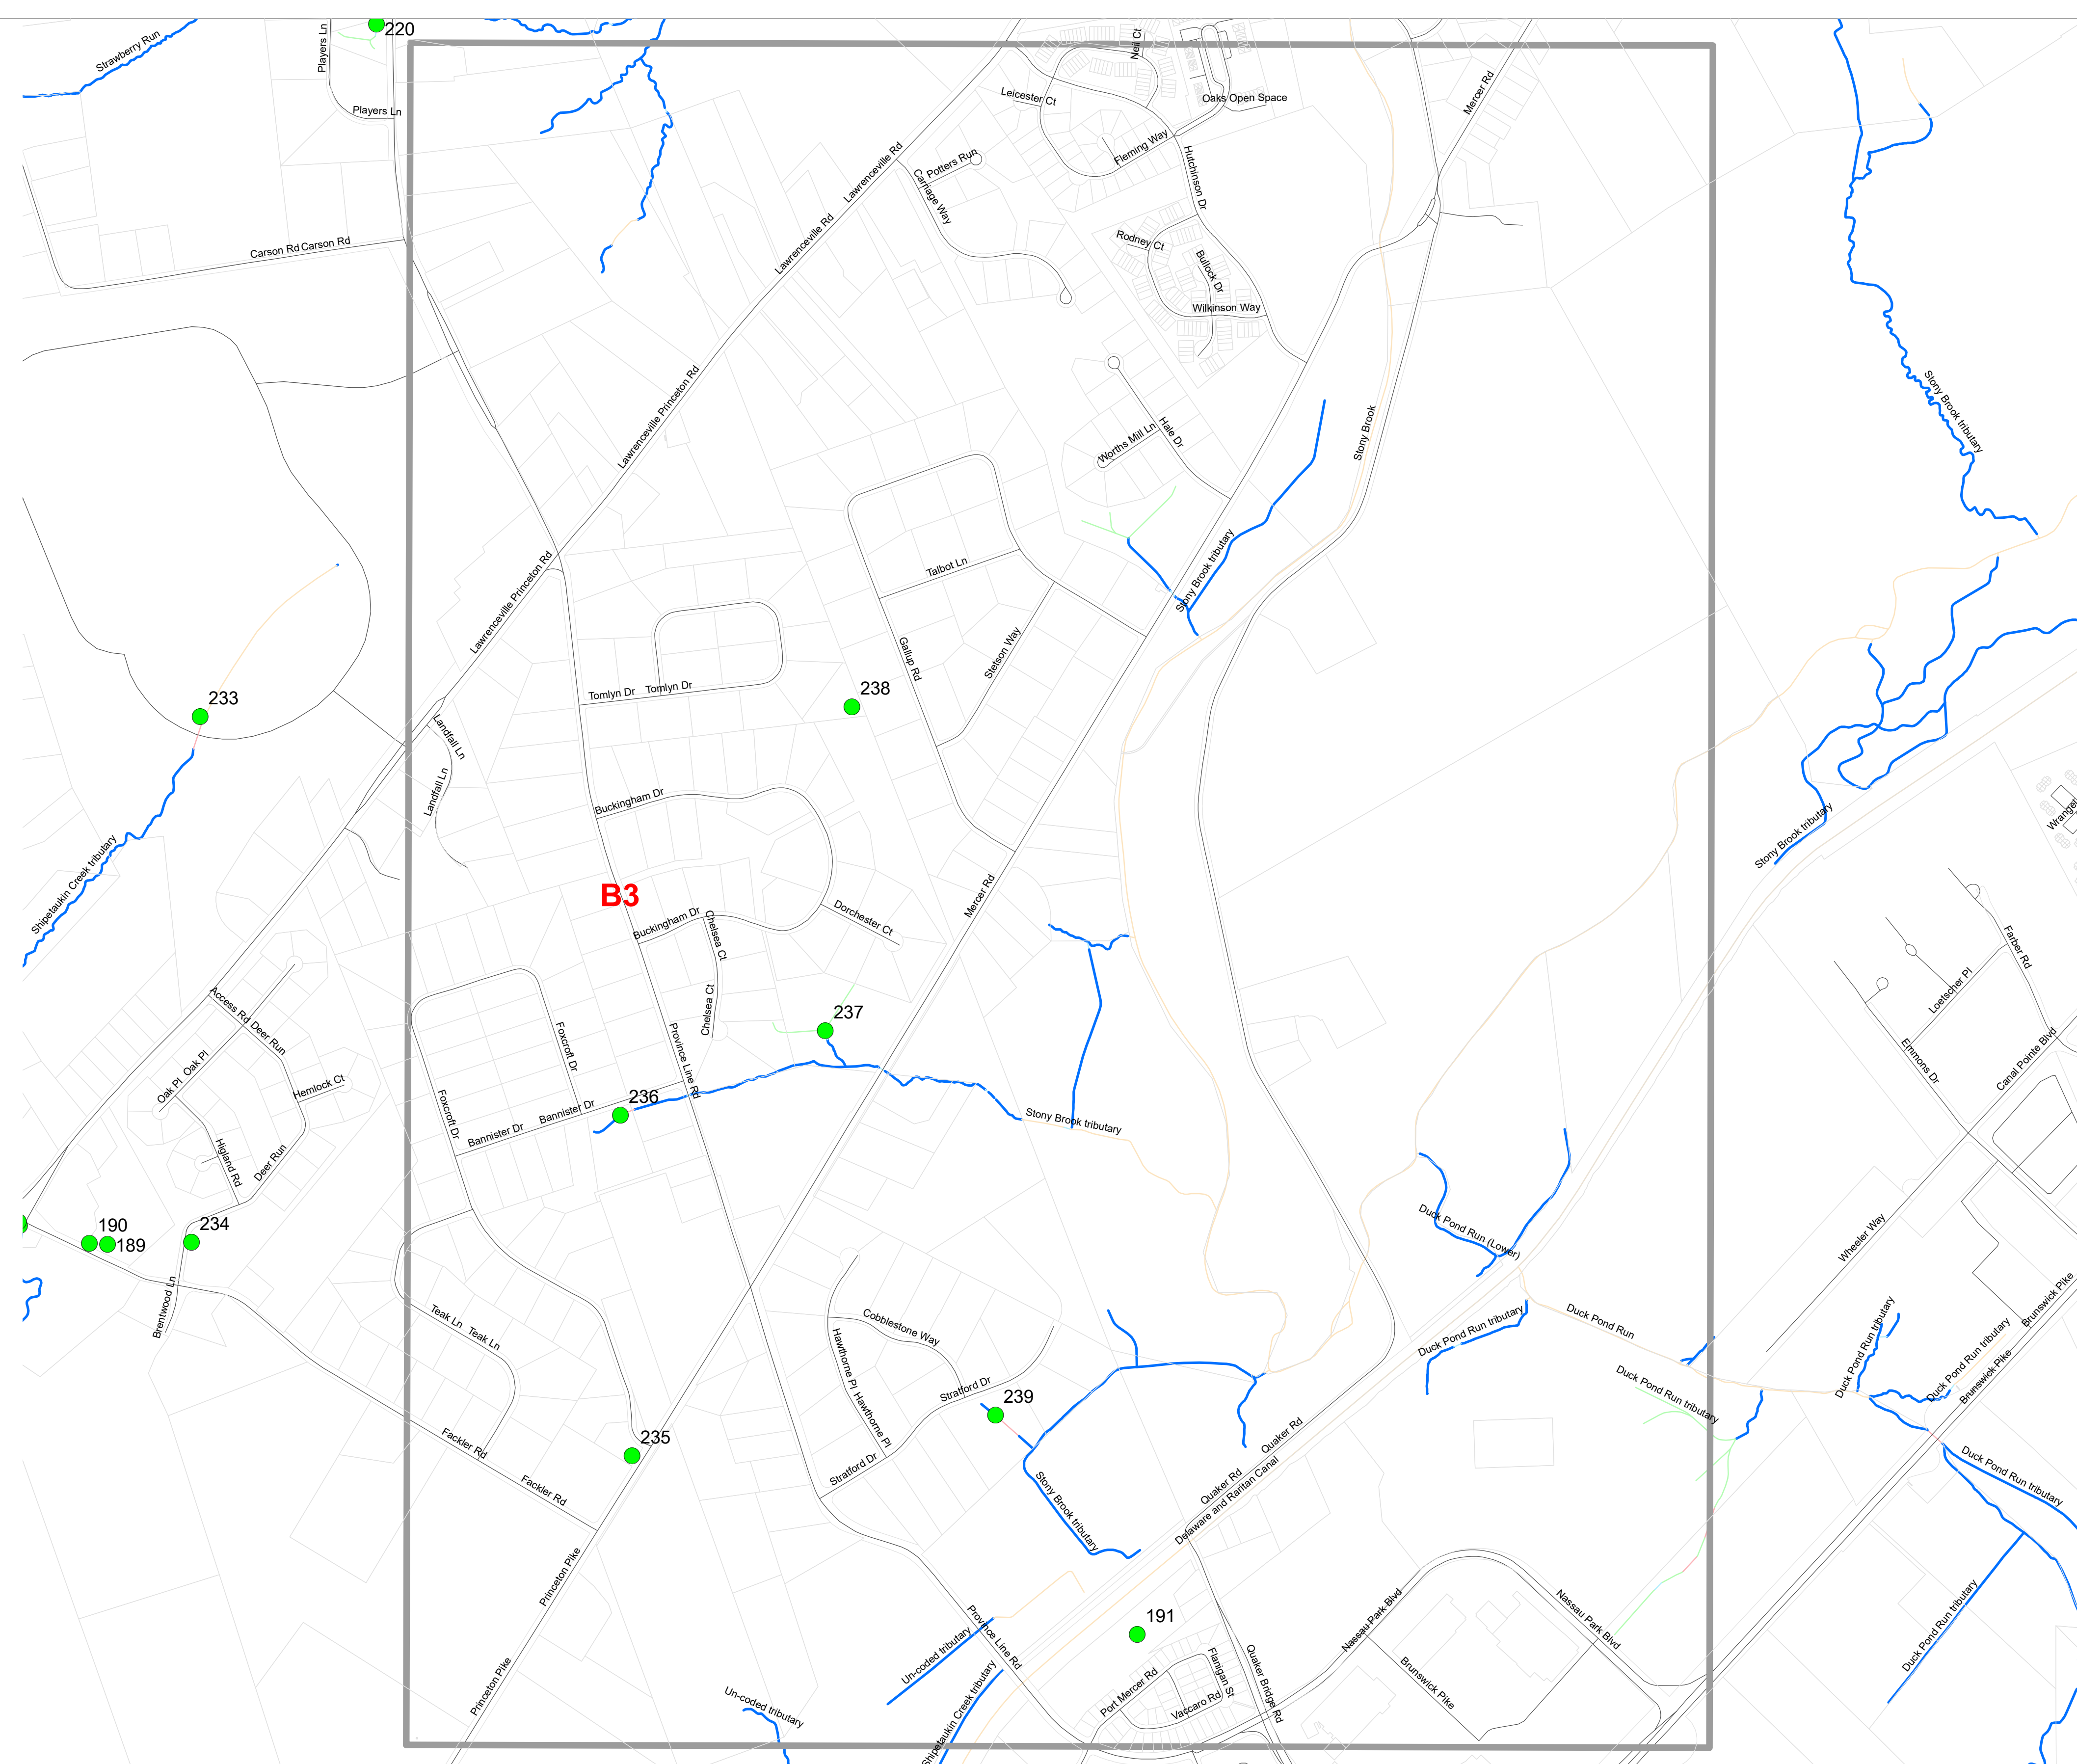 220
Strawberry Run
Players Ln
Players Ln
Carson Rd Carson Rd
Neil Ct
Leicester Ct
Oaks Open Space
Mercer Rd
Lawrenceville Rd
Potters Run
Carriage Way
Fleming Way
Hutchinson Dr
Lawrenceville Rd
Rodney Ct
Bullock Dr
Wilkinson Way
Lawrenceville Princeton Rd
Hale Dr
Worths Mill Ln
Stony Brook
Stony Brook tributary
Lawrenceville Princeton Rd
Talbot Ln
Stony Brook tributary
Gallup Rd
Stetson Way
Tomlyn Dr
Tomlyn Dr
233
238
Landfall Ln
Landfall Ln
Buckingham Dr
Stony Brook tributary
Shipetaukin Creek tributary
B3
Mercer Rd
Buckingham Dr
Chelsea Ct
Dorchester Ct
Farber Rd
Loetscher Pl
Access Rd
Deer Run
Oak Pl
Oak Pl
Hemlock Ct
Foxcroft Dr
Chelsea Ct
Province Line Rd
237
Emmons Dr
Canal Pointe Blvd
236
Foxcroft Dr
Bannister Dr
Bannister Dr
Stony Brook tributary
Higland Rd
Deer Run
190
189
234
Brentwood Ln
Duck Pond Run (Lower)
Wheeler Way
Teak Ln
Teak Ln
Cobblestone Way
Hawthorne Pl
Hawthorne Pl
Stratford Dr
Duck Pond Run tributary
Duck Pond Run
Duck Pond Run tributary
Duck Pond Run tributary
Duck Pond Run tributary
Brunswick Pike
Brunswick Pike
239
235
Fackler Rd
Fackler Rd
Stratford Dr
Quaker Rd
Quaker Rd
Delaware and Raritan Canal
Stony Brook tributary
Duck Pond Run tributary
Princeton Pike
Princeton Pike
191
Province Line Rd
Un-coded tributary
Un-coded tributary
Shipetaukin Creek tributary
Port Mercer Rd
Flanigan St
Vaccaro Rd
Quaker Bridge Rd
Nassau Park Blvd
Nassau Park Blvd
Brunswick Pike
Duck Pond Run tributary